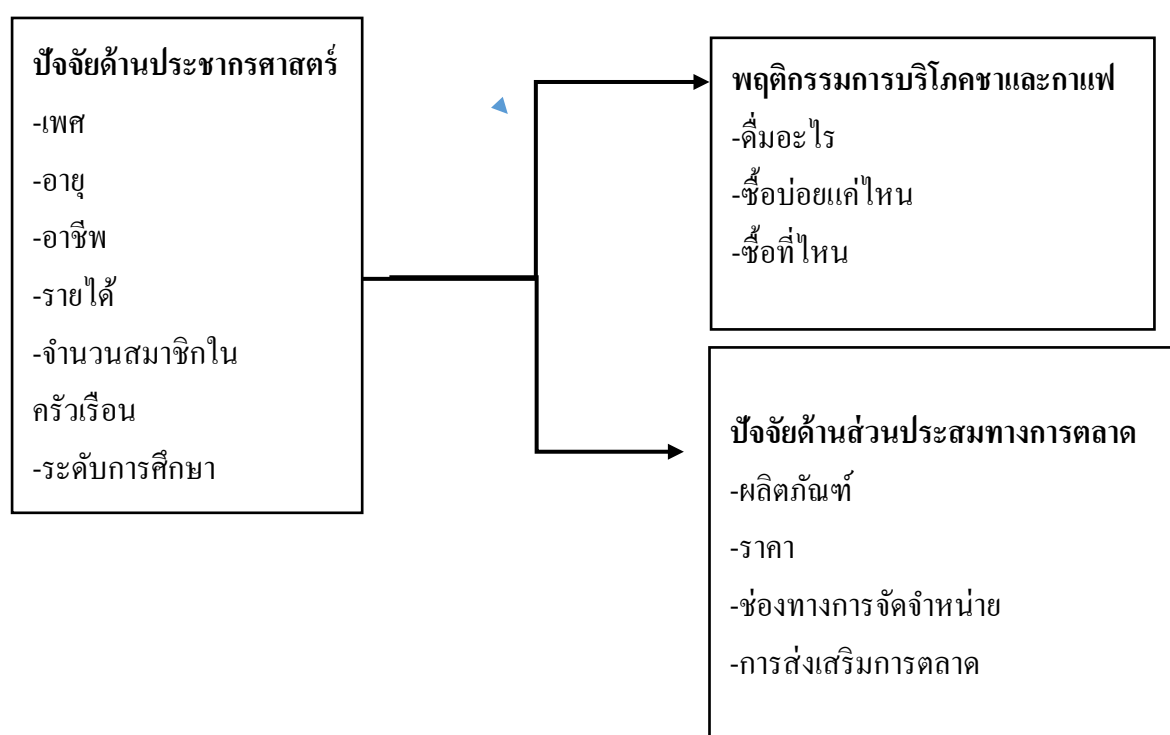 ปัจจัยด้านประชากรศาสตร์
-เพศ
-อายุ
-อาชีพ
-รายได้
-จำนวนสมาชิกใน
ครัวเรือน
-ระดับการศึกษา
พฤติกรรมการบริโภคชาและกาแฟ
-ดื่มอะไร
-ซื้อบ่อยแค่ไหน
-ซื้อที่ไหน
ปัจจัยด้านส่วนประสมทางการตลาด
-ผลิตภัณฑ์
-ราคา
-ช่องทางการจัดจำหน่าย
-การส่งเสริมการตลาด